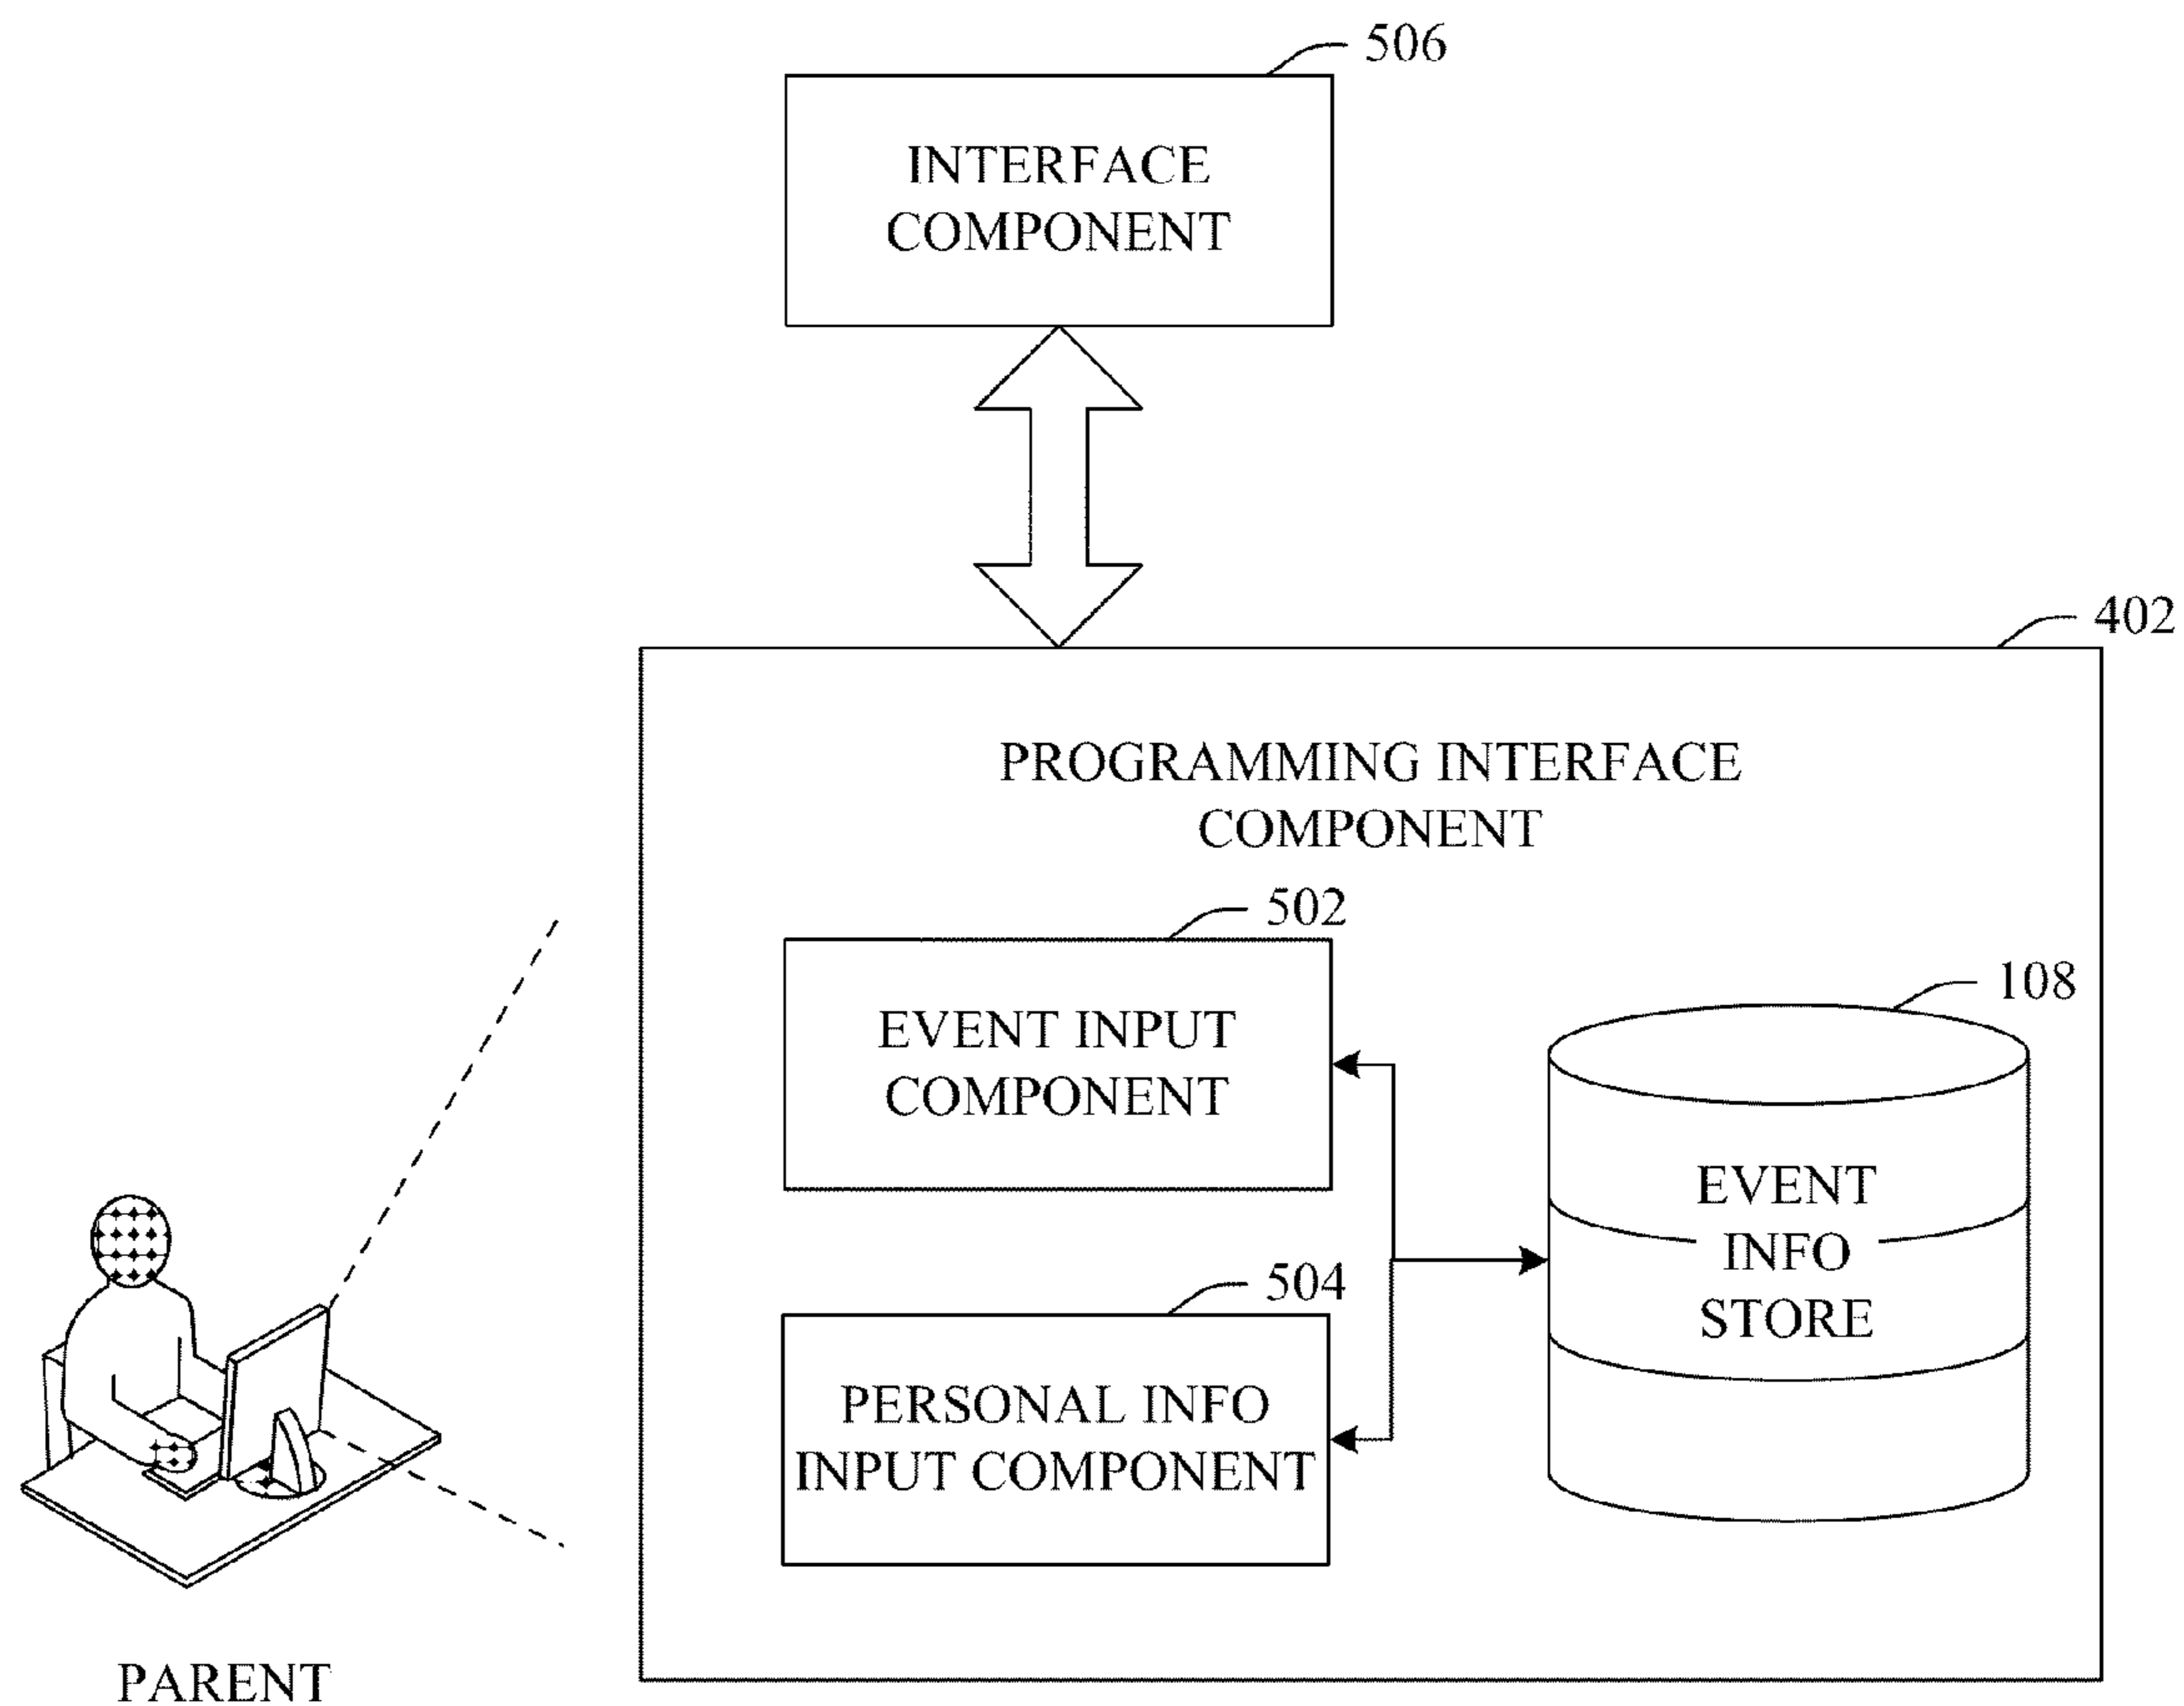 506
INTERFACE
COMPONENT
402
PROGRAMMING INTERFACE
COMPONENT
502
EVENT INPUT
COMPONENT
108
EVENT
INFO
STORE
504
PERSONAL INFO
INPUT COMPONENT
PARENT